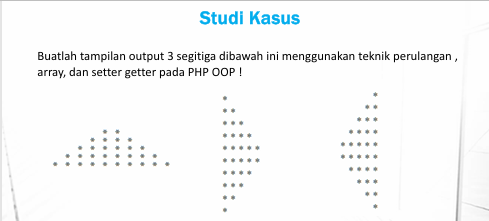 Studi Kasus
Buatlah tampilan output 3 segitiga dibawah ini menggunakan teknik perulangan ,
array, dan setter getter pada PHP OOP !